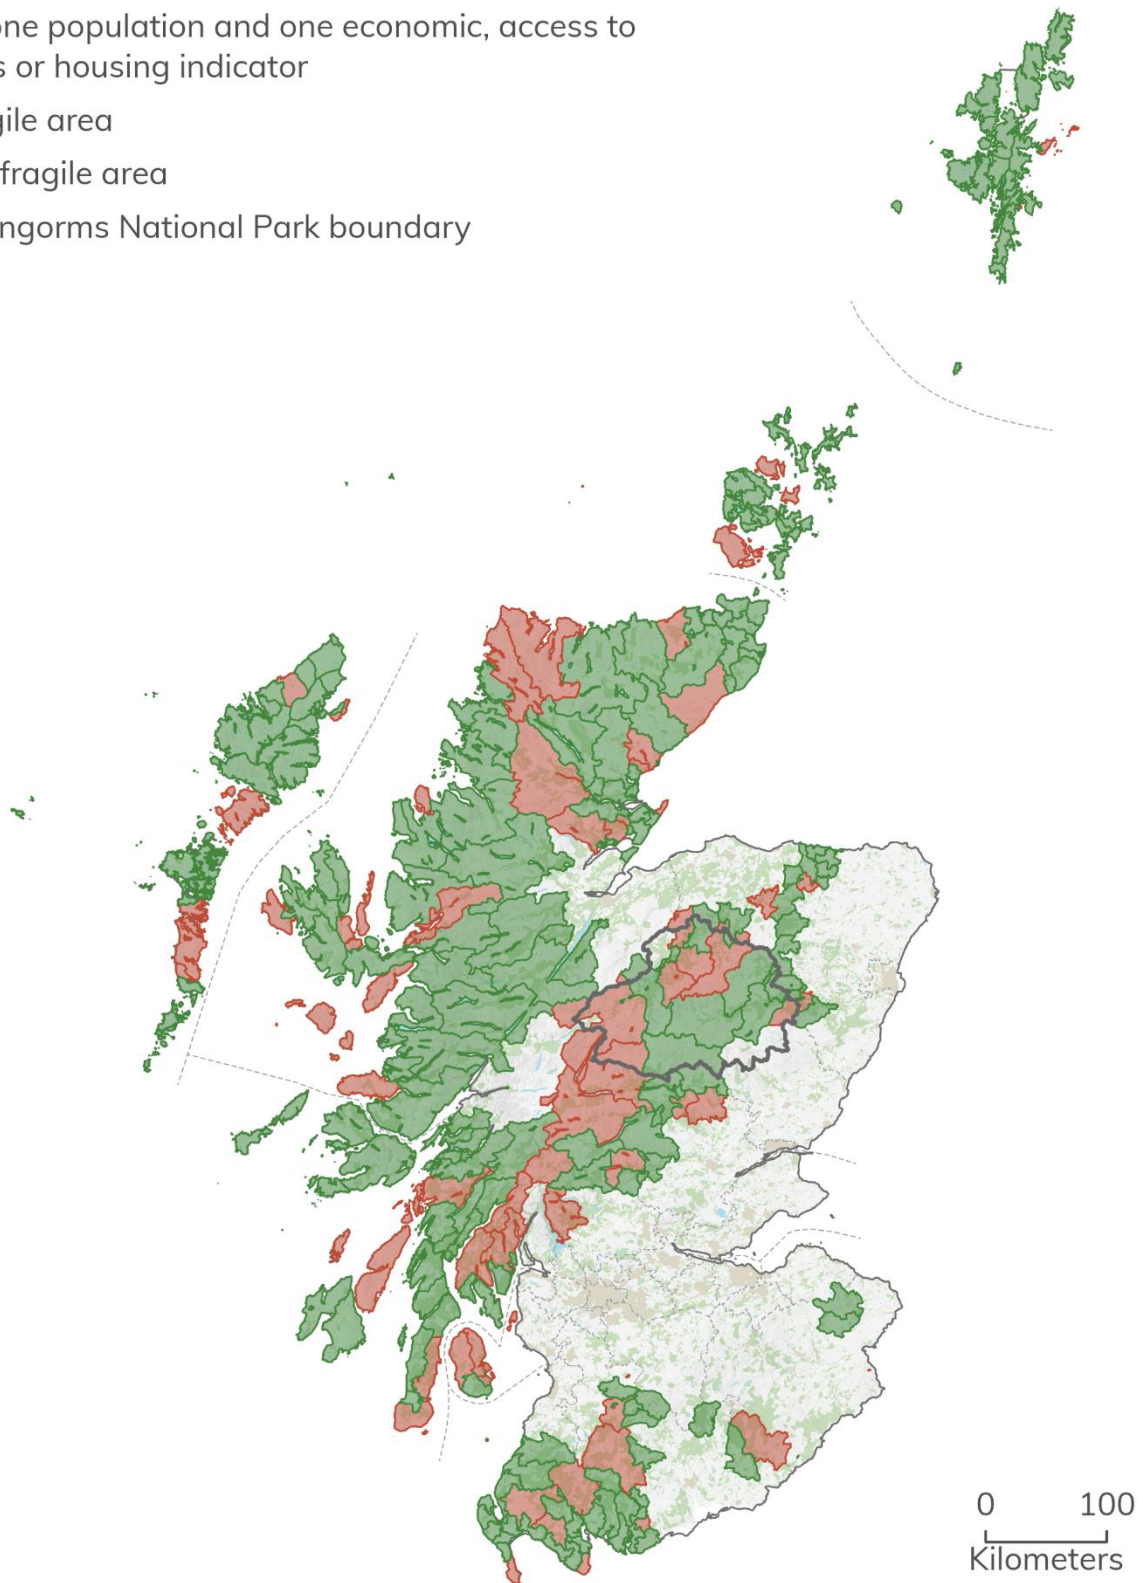 one population and one economic, access to
s or housing indicator
gile area
fragile area
ngorms National Park boundary
0 100
Kilometers